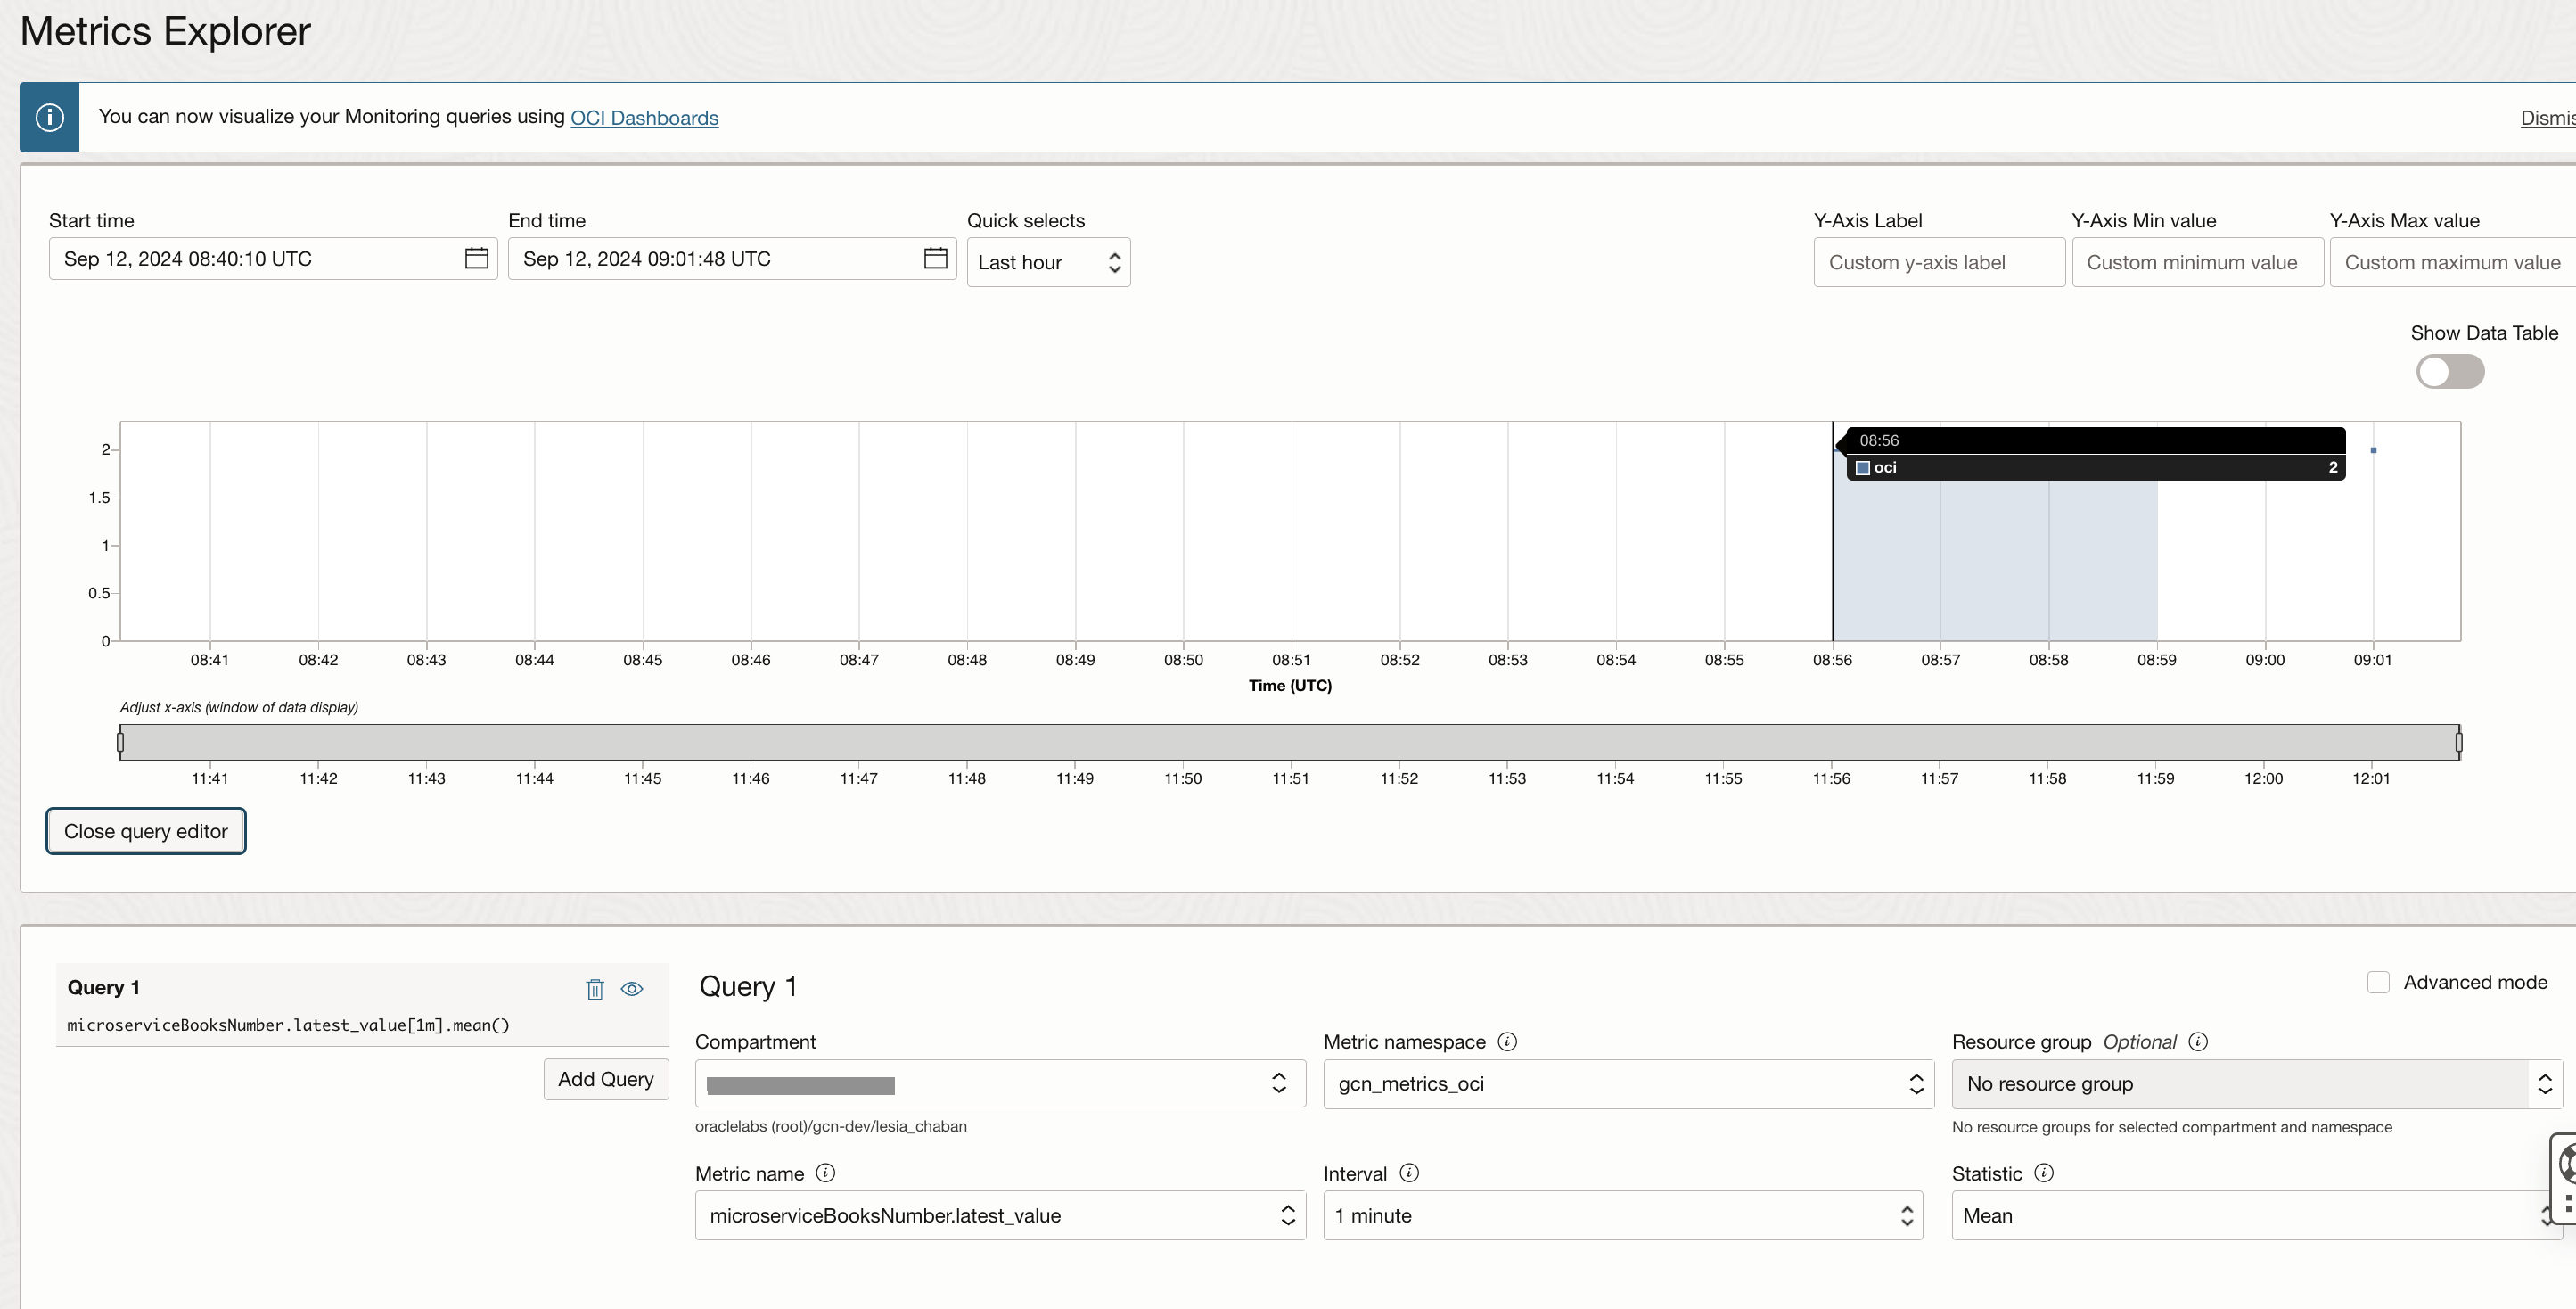 Metrics Explorer
You can now visualize your Monitoring queries using OCI Dashboards
Start time
End time
Quick selects
Y-Axis Label
Y-Axis Min value
Y-Axis Max value
Sep 12, 2024 08:40:10 UTC
Sep 12, 2024 09:01:48 UTC
Last hour
Custom y-axis label
Custom minimum value
Custom maximum value
Show Data Table
2
1.5
1
0.5
0
08:56
oci 2
08:41 08:42 08:43 08:44 08:45 08:46 08:47 08:48 08:49 08:50 08:51 08:52 08:53 08:54 08:55 08:56 08:57 08:58 08:59 09:00 09:01
Time (UTC)
Adjust x-axis (window of data display)
11:41 11:42 11:43 11:44 11:45 11:46 11:47 11:48 11:49 11:50 11:51 11:52 11:53 11:54 11:55 11:56 11:57 11:58 11:59 12:00 12:01
Close query editor
Query 1
microserviceBooksNumber.latest_value[1m].mean()
Add Query
Query 1
Advanced mode
Compartment
Metric namespace
Resource group Optional
gcn_metrics_oci
No resource group
oraclelabs (root)/gcn-dev/lesia_chaban
No resource groups for selected compartment and namespace
Metric name
Interval
Statistic
microserviceBooksNumber.latest_value
1 minute
Mean